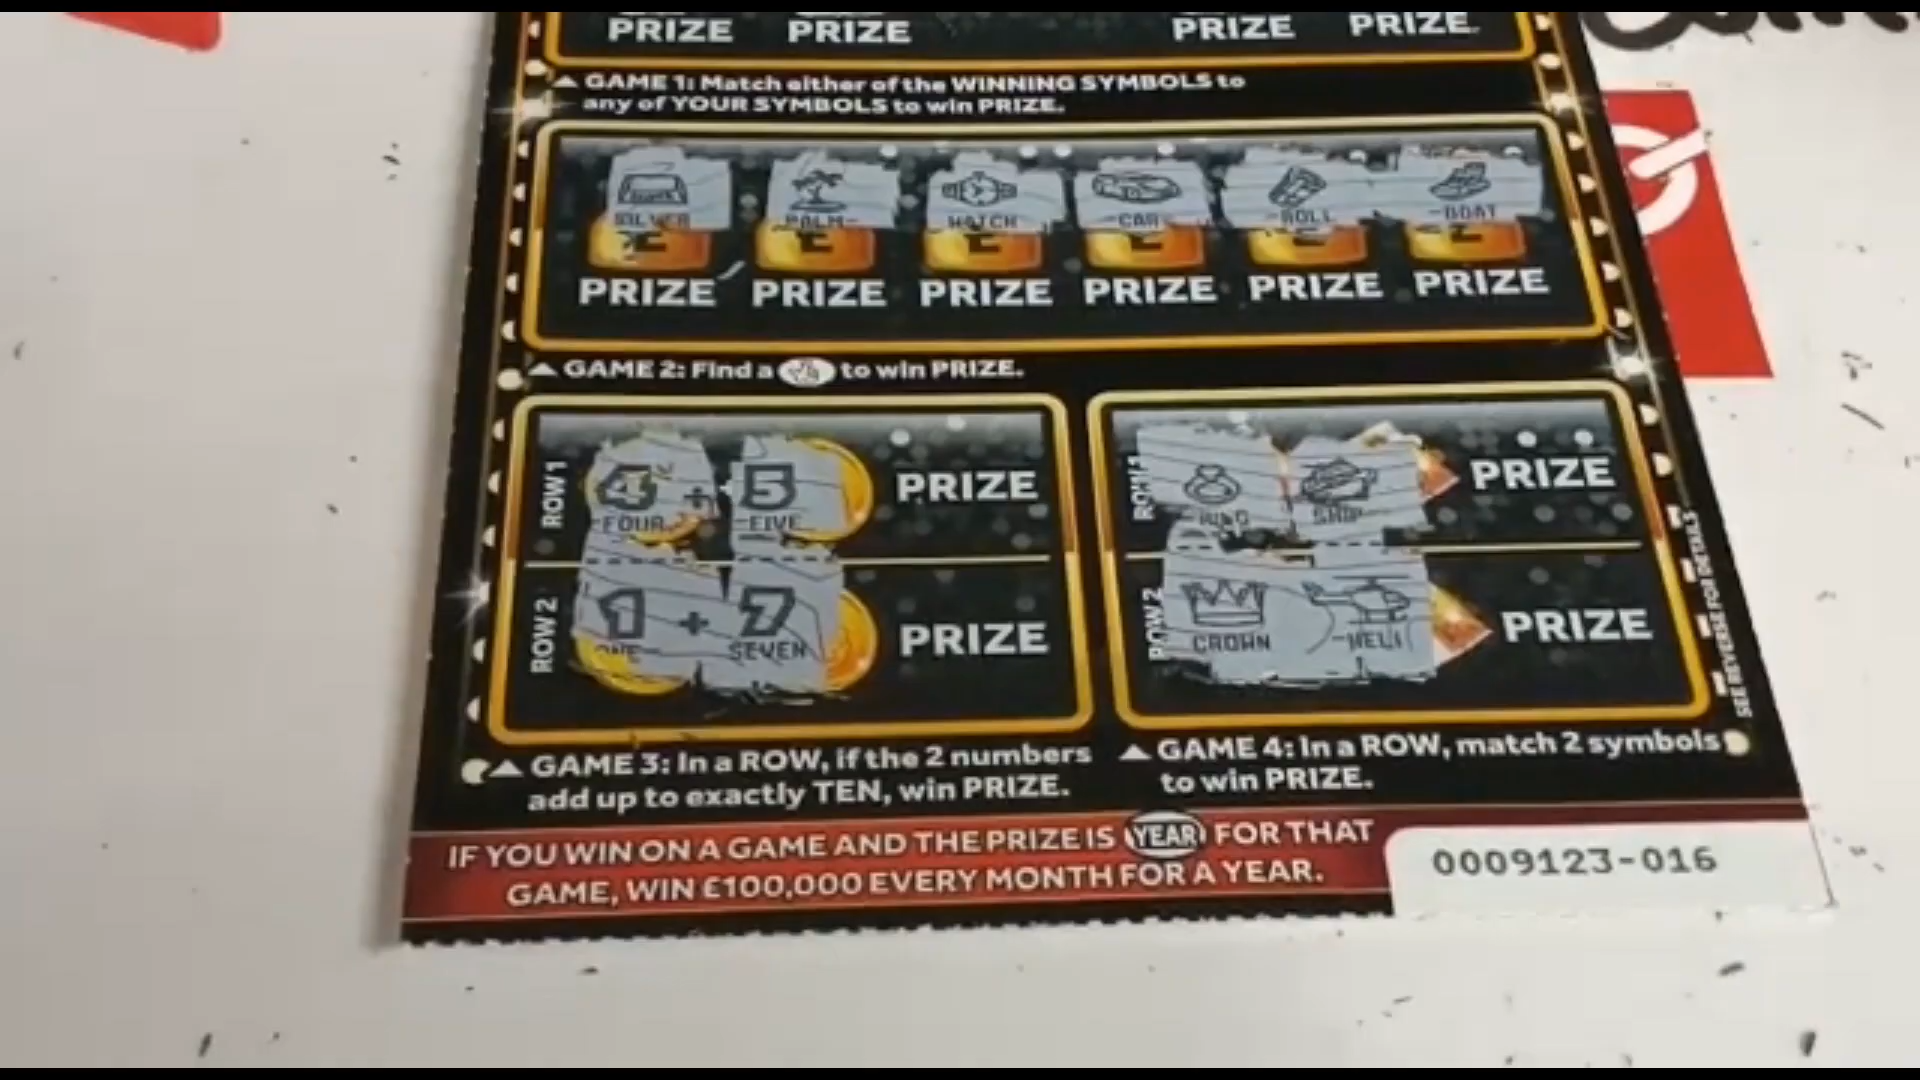 PRIZE PRIZE PRIZE PRIZE
GAME 1: Match either of the WINNING SYMBOLS to
any of YOUR SYMBOLS to win PRIZE.
SILVER PALM WATCH CAR ROLL BOAT
£ £ £ £ £ £
PRIZE PRIZE PRIZE PRIZE PRIZE PRIZE
GAME 2: Find a to win PRIZE.
ROW 1 4 + 5 PRIZE
FOUR FIVE
ROW 2 1 + 7 PRIZE
ONE SEVEN
ROW 1 PRIZE
RING SHIP
ROW 2 PRIZE
CROWN HELI
SEE REVERSE FOR DETAILS
GAME 3: In a ROW, if the 2 numbers
add up to exactly TEN, win PRIZE.
GAME 4: In a ROW, match 2 symbols
to win PRIZE.
IF YOU WIN ON A GAME AND THE PRIZE IS YEAR FOR THAT
GAME, WIN £100,000 EVERY MONTH FOR A YEAR.
0009123-016